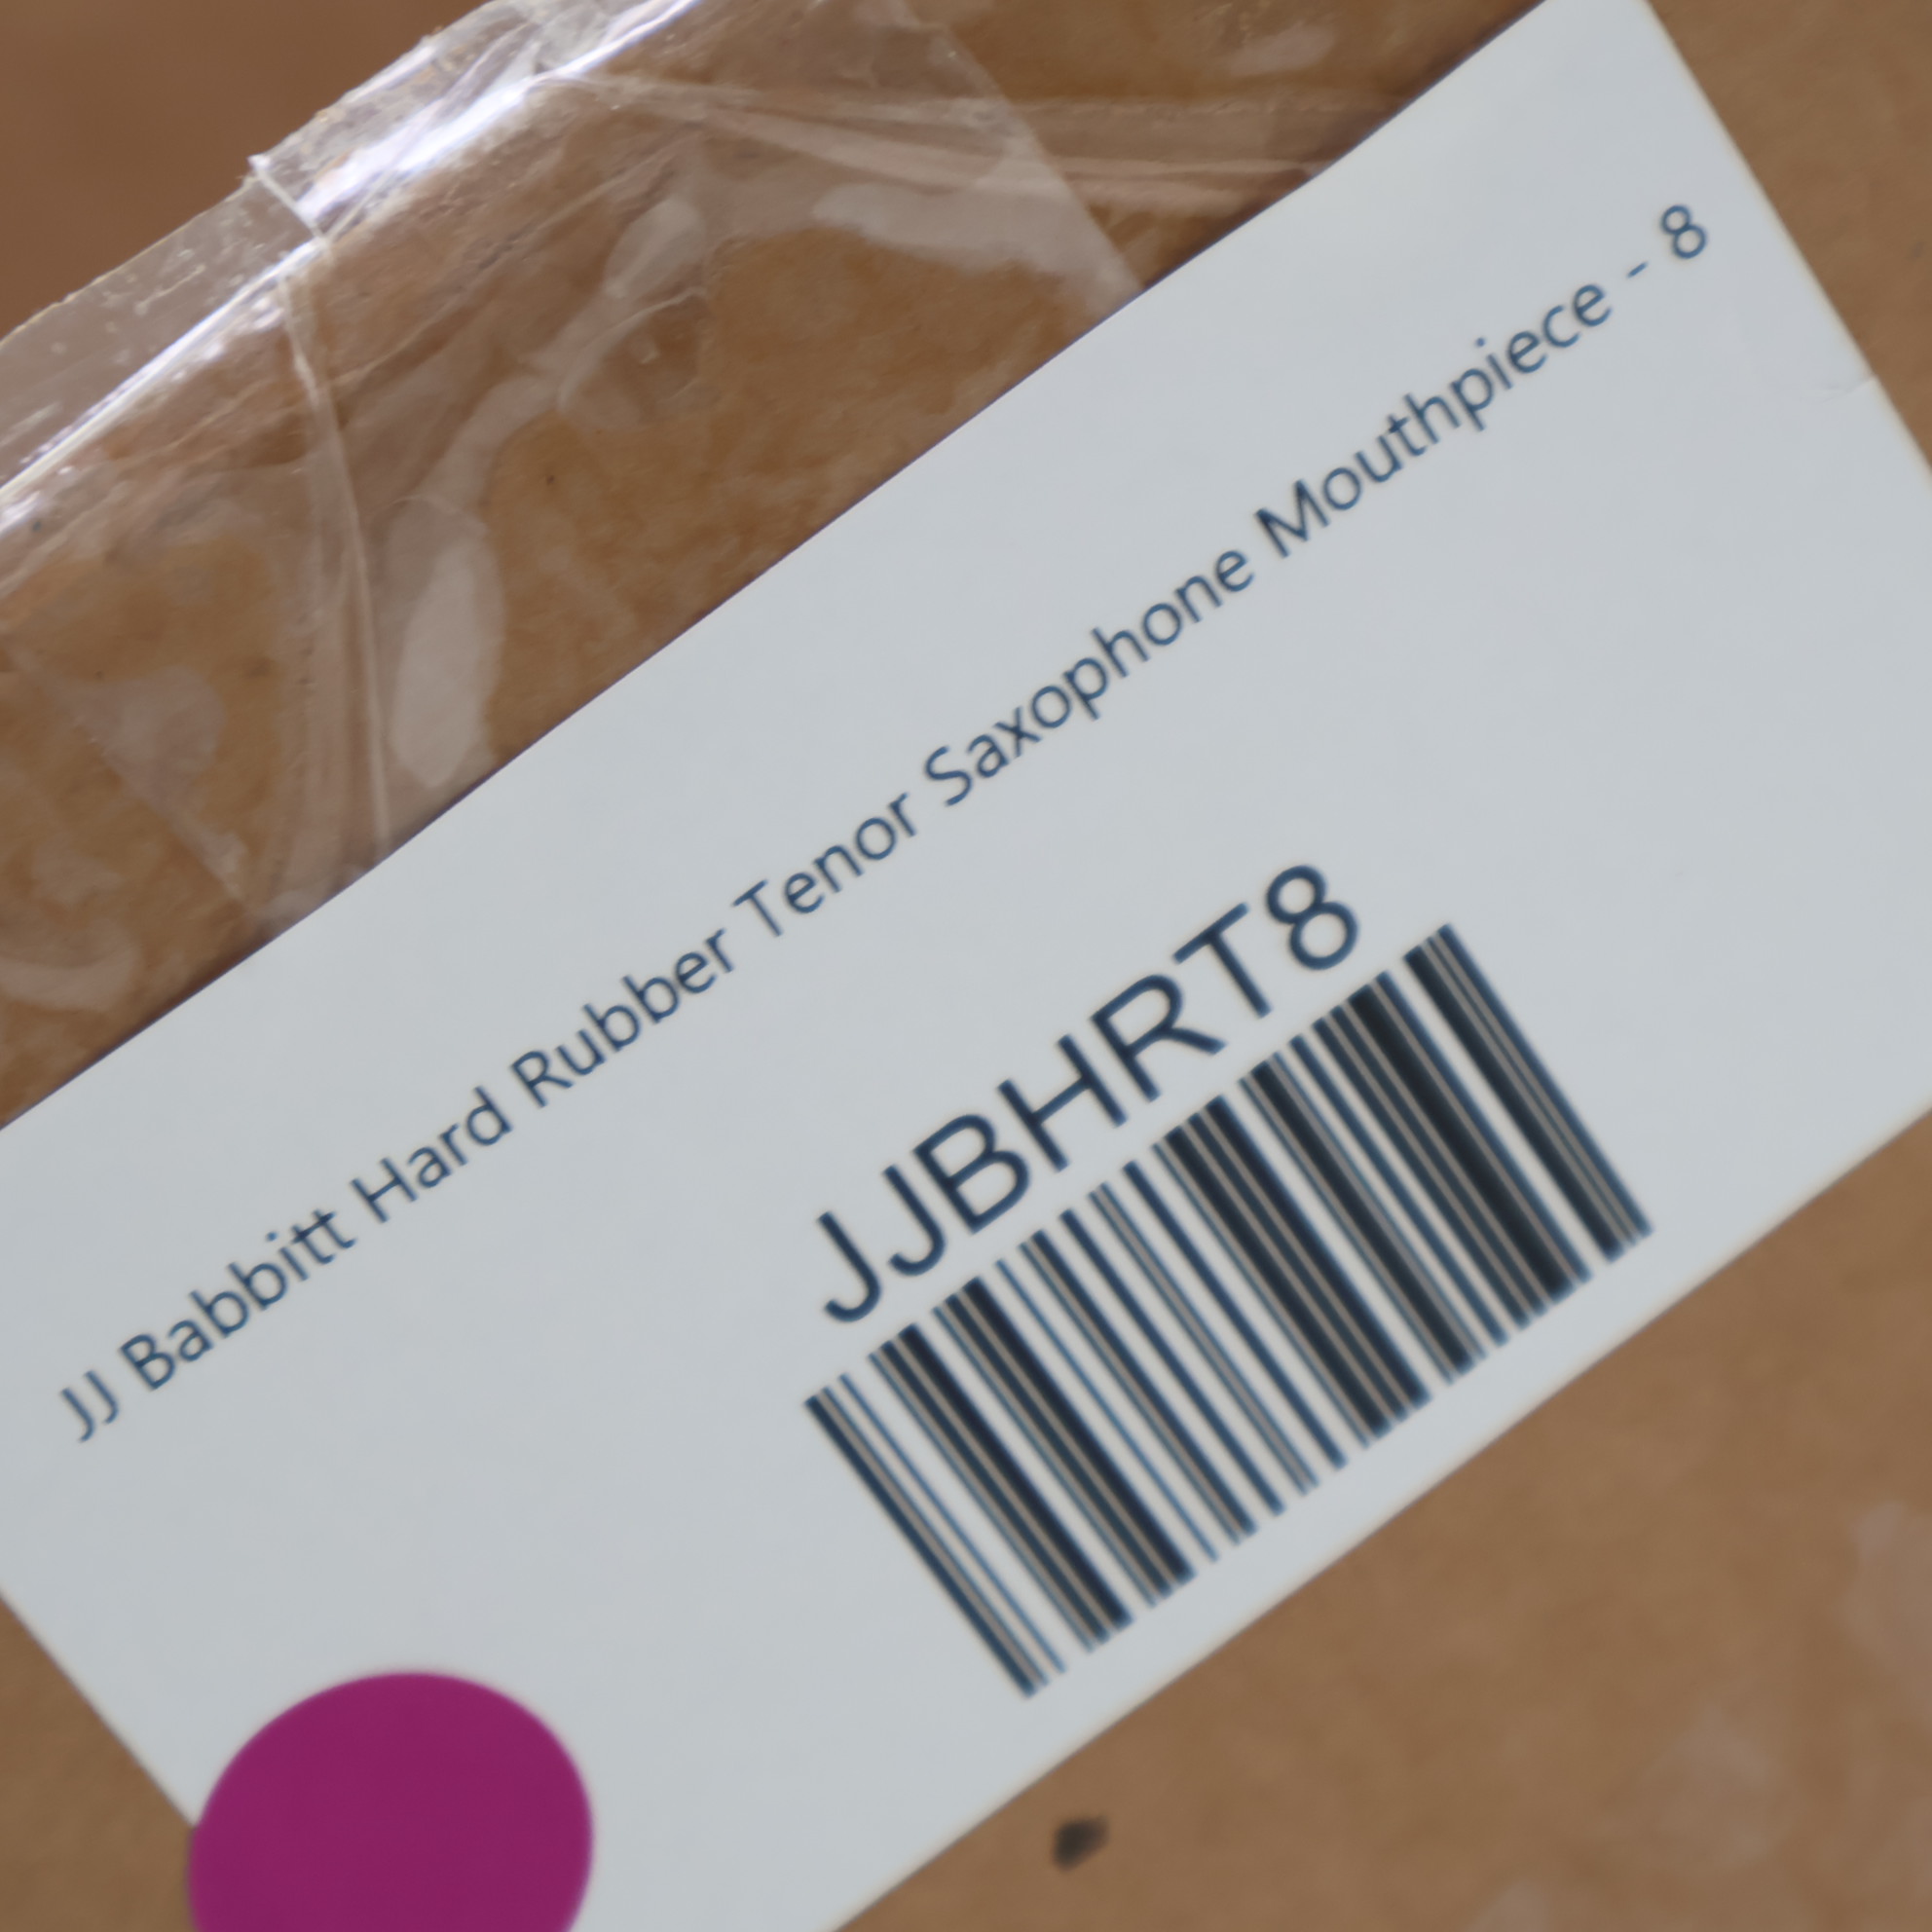 JJ Babbitt Hard Rubber Tenor Saxophone Mouthpiece - 8
JJBHRT8